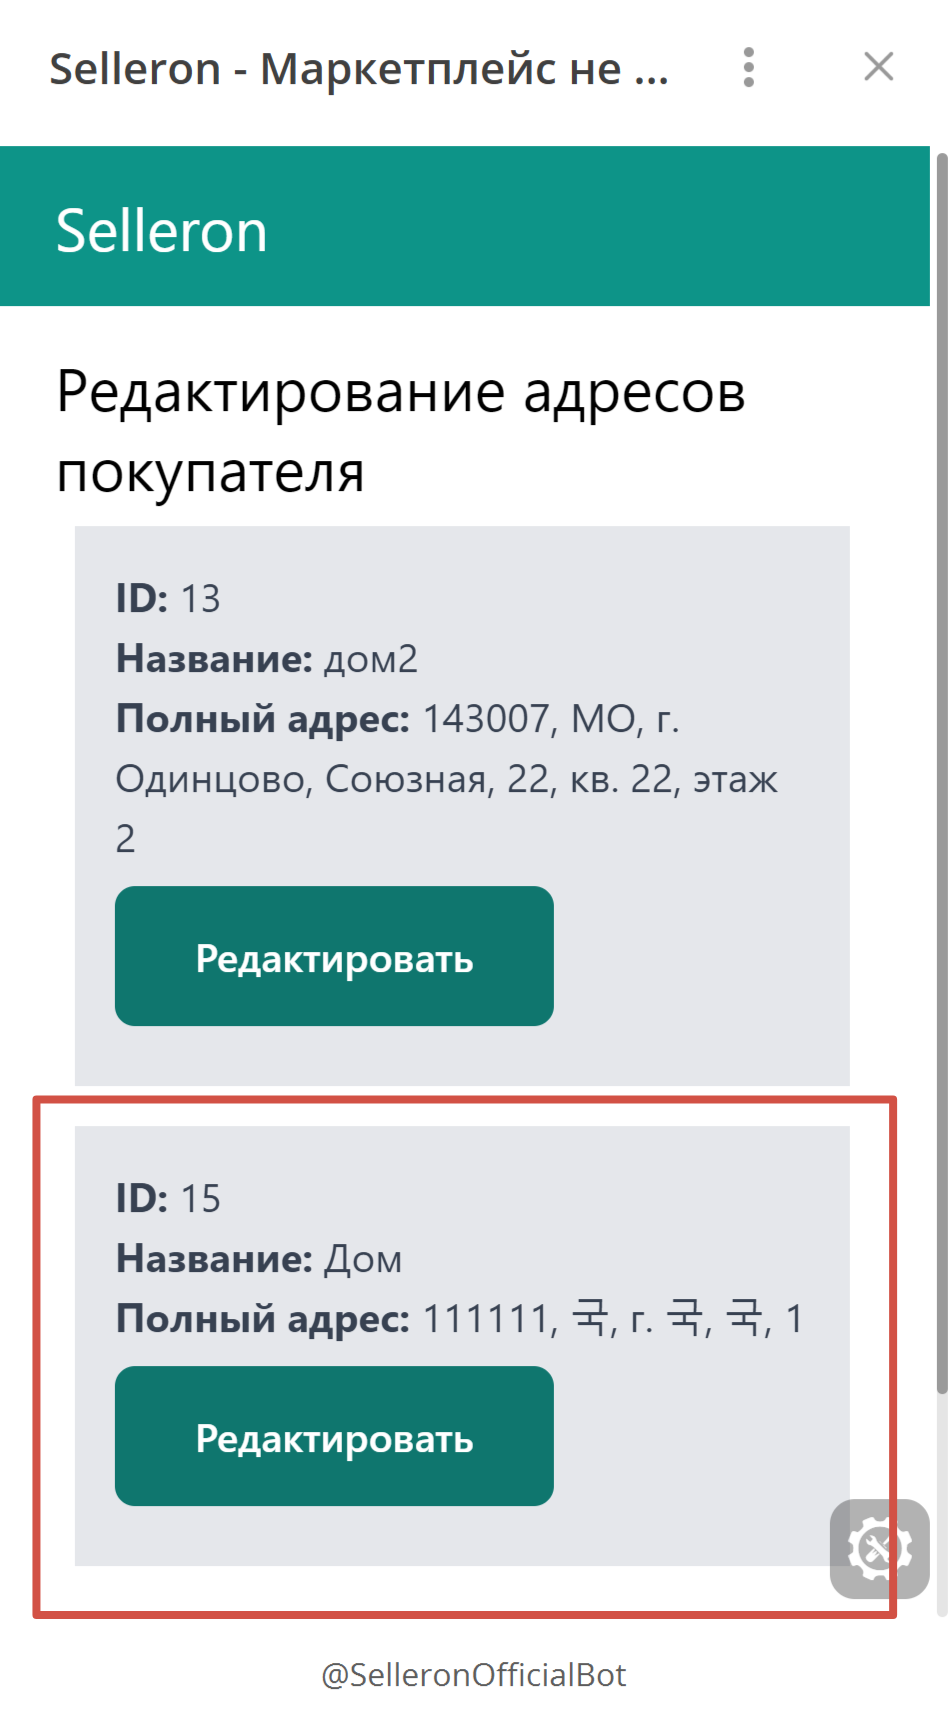 Selleron - Маркетплейс не ...
Selleron
Редактирование адресов
покупателя
ID: 13
Название: дом2
Полный адрес: 143007, МО, г.
Одинцово, Союзная, 22, кв. 22, этаж
2
Редактировать
ID: 15
Название: Дом
Полный адрес: 111111, 국, г. 국, 국, 1
Редактировать
@SelleronOfficialBot